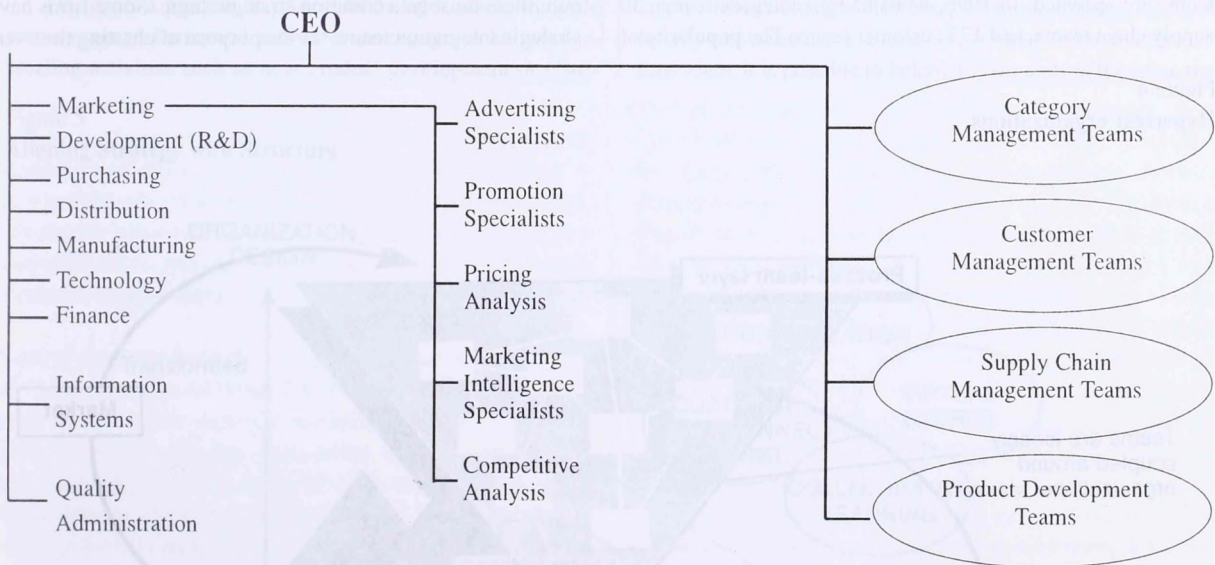 CEO
Marketing
Development (R&D)
Purchasing
Distribution
Manufacturing
Technology
Finance
Information
Systems
Quality
Administration
Advertising
Specialists
Promotion
Specialists
Pricing
Analysis
Marketing
Intelligence
Specialists
Competitive
Analysis
Category
Management Teams
Customer
Management Teams
Supply Chain
Management Teams
Product Development
Teams